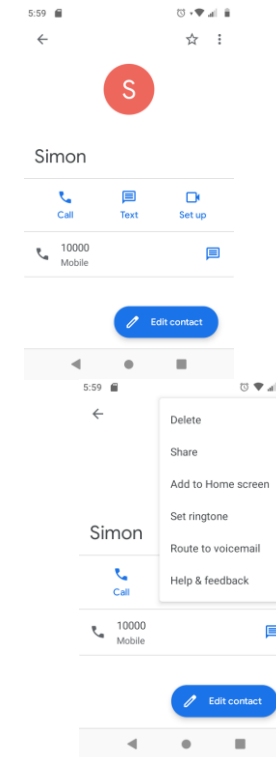 5:59
S
Simon
Call Text Set up
10000
Mobile
Edit contact
5:59
Delete
Share
Add to Home screen
Set ringtone
Route to voicemail
Help & feedback
Simon
Call
10000
Mobile
Edit contact